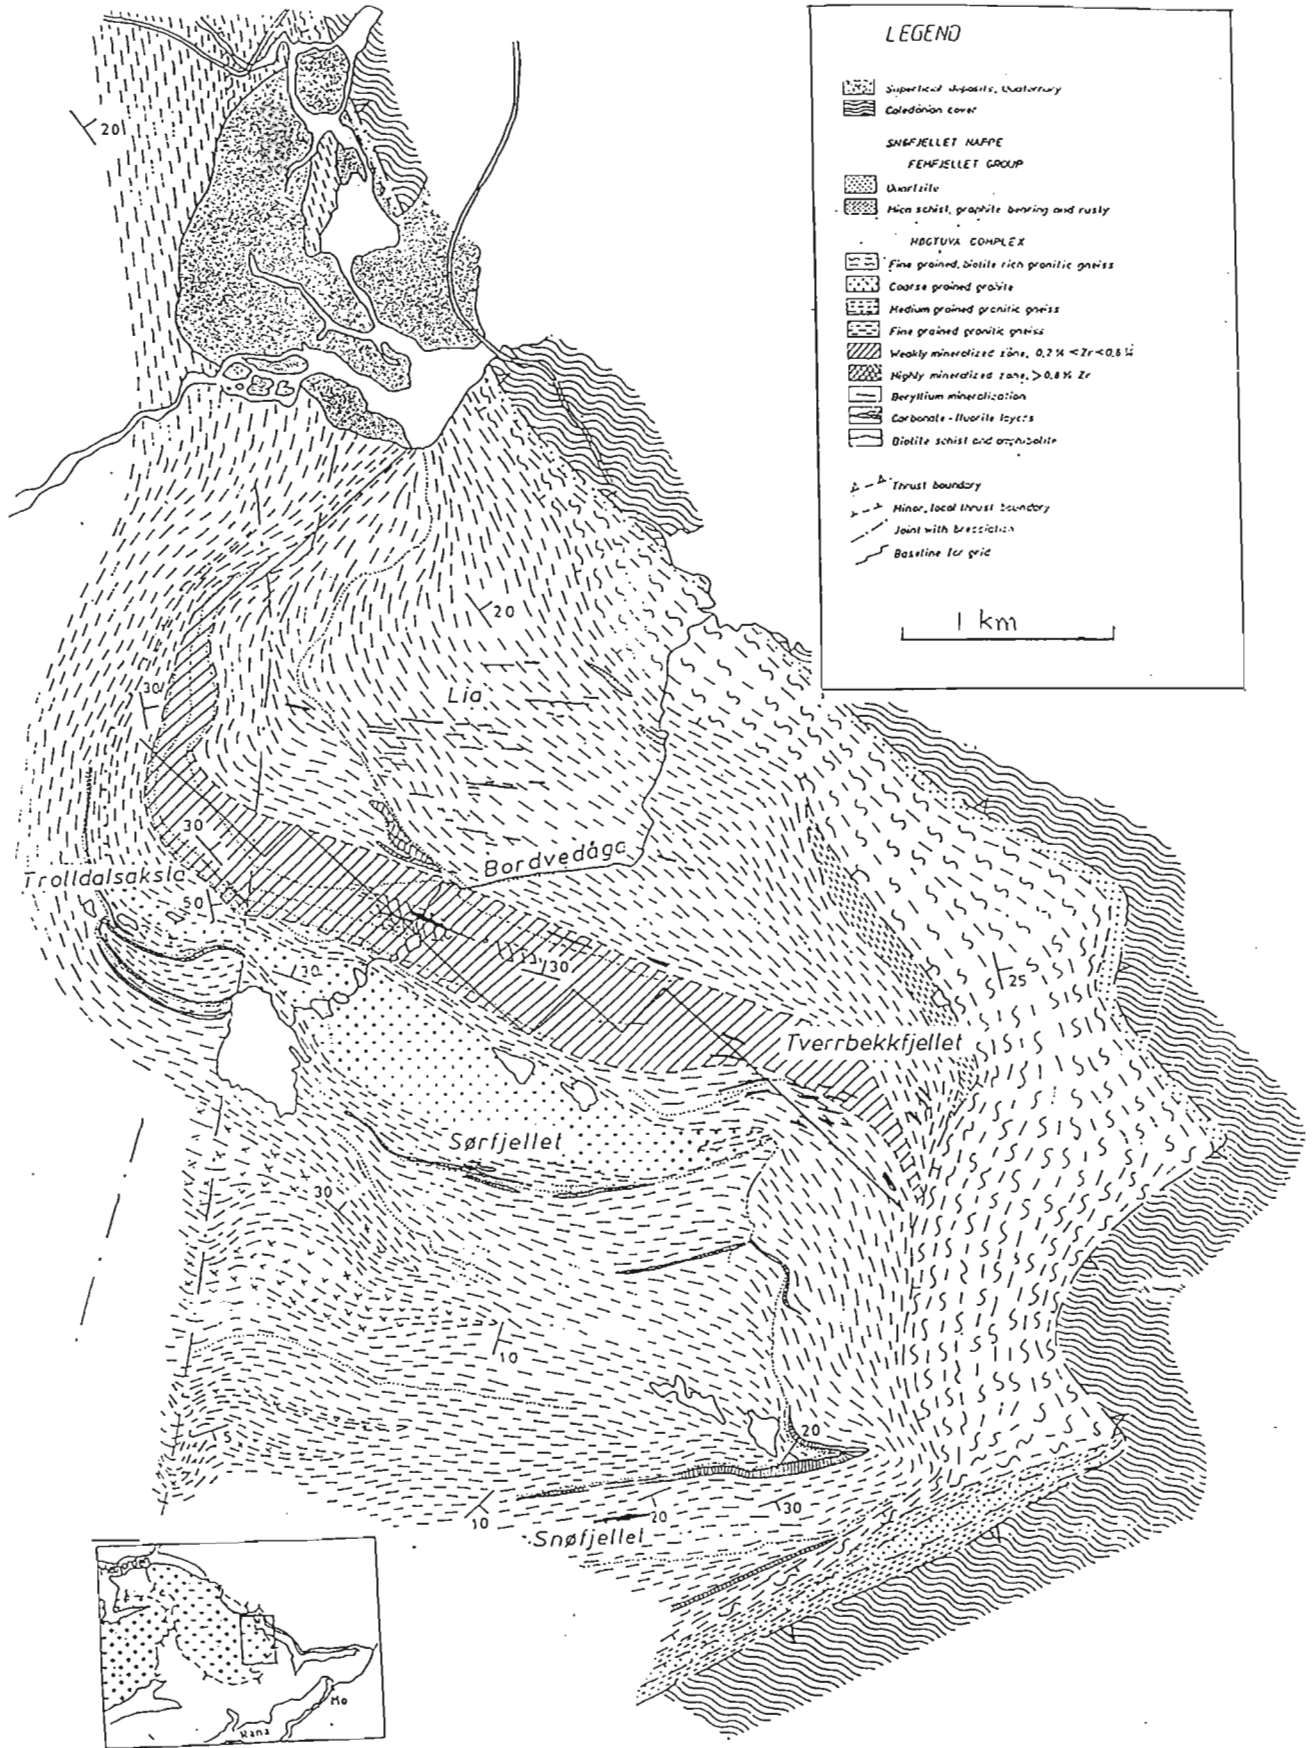 LEGEND
Superficial deposits, Quaternary
Caledonian cover
SNØFJELLET NAPPE
FEMFJELLET GROUP
Quartzite
Mica schist, graphite bearing and rusty
HØGTUVA COMPLEX
Fine grained, biotite rich granitic gneiss
Coarse grained granite
Medium grained granitic gneiss
Fine grained granitic gneiss
Weakly mineralized zone, 0,2% < Zr < 0,8%
Highly mineralized zone, > 0,8% Zr
Beryllium mineralization
Carbonate-fluorite layers
Biotite schist and amphibolite
Thrust boundary
Minor, local thrust boundary
Joint with brecciation
Baseline for grid
1 km
20
20
30
Lia
30
Bordvedåga
Trolldalsaksla
50
30
30
25
Tverrbekkfjellet
Sørfjellet
30
10
5
20
10
20
30
Snøfjellet
Mo
Rana